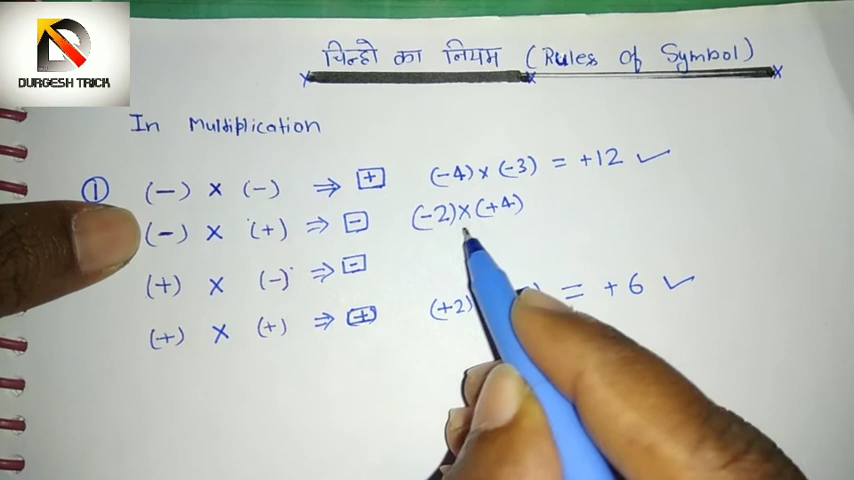 DURGESH TRICK
चिन्हो का नियम (Rules of Symbol)
In Multiplication
① (-) × (-) ⇒ + (-4) × (-3) = +12 ✓
(-) × (+) ⇒ - (-2)×(+4)
(+) × (-) ⇒ -
(+) × (+) ⇒ + (+2) ) = +6 ✓